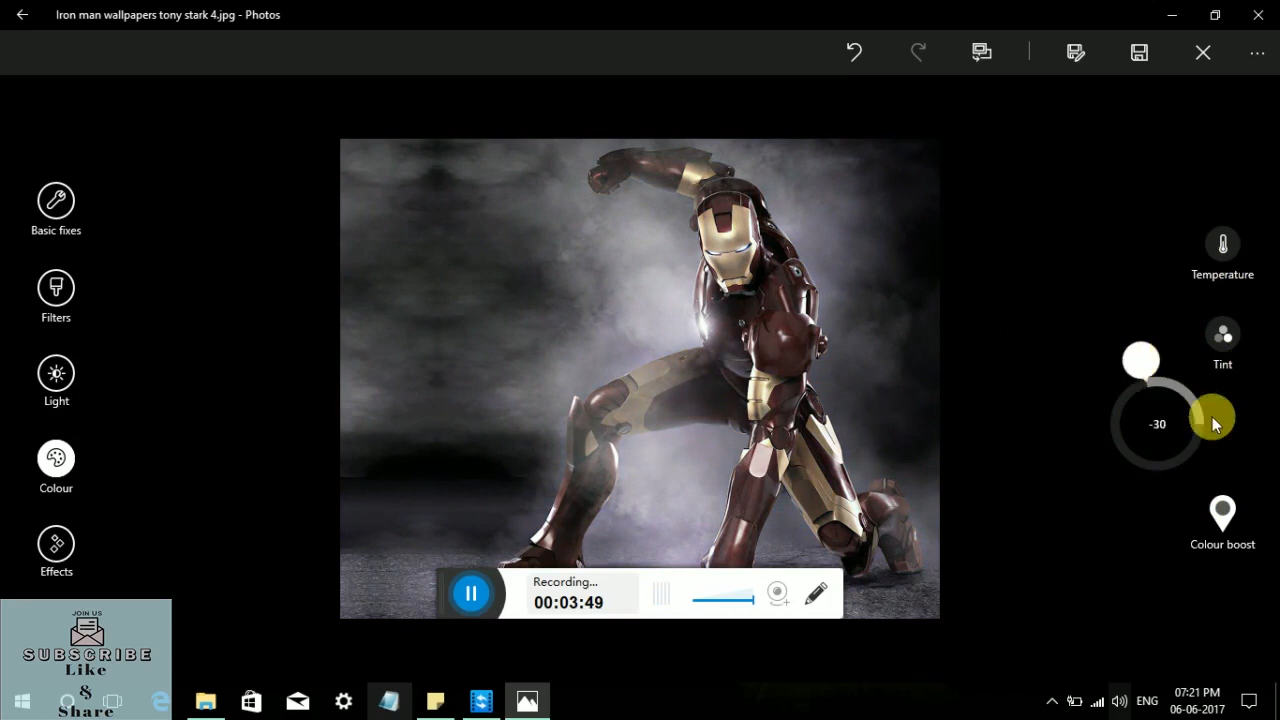 Iron man wallpapers tony stark 4.jpg - Photos
Basic fixes
Filters
Light
Colour
Effects
Temperature
Tint
-30
Colour boost
Recording...
00:03:49
JOIN US
SUBSCRIBE
Like
&
Share
ENG
07:21 PM
06-06-2017